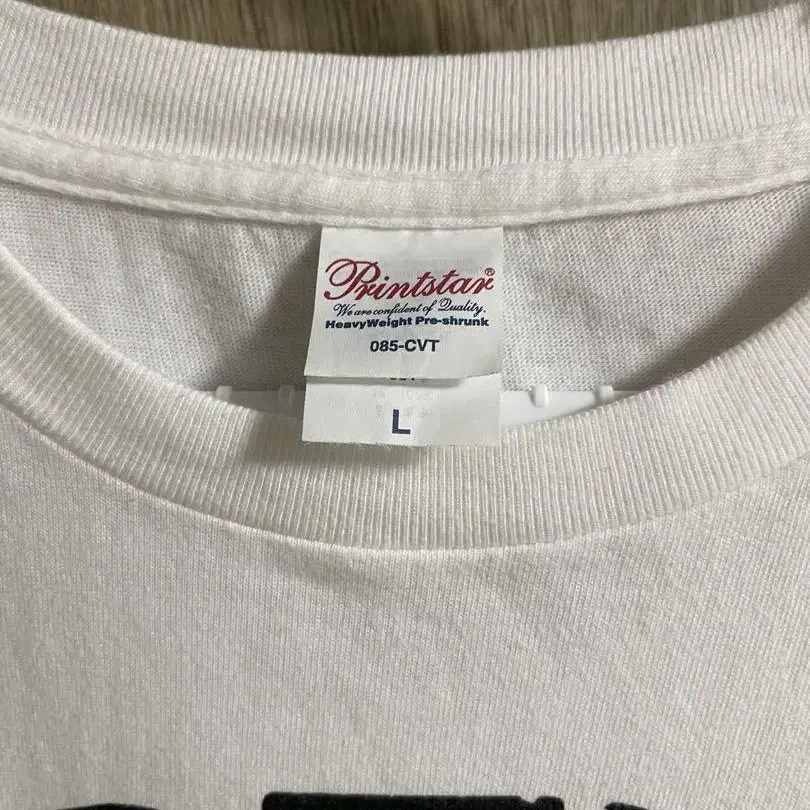 Printstar®
We are confident of Quality.
HeavyWeight Pre-shrunk
085-CVT
L